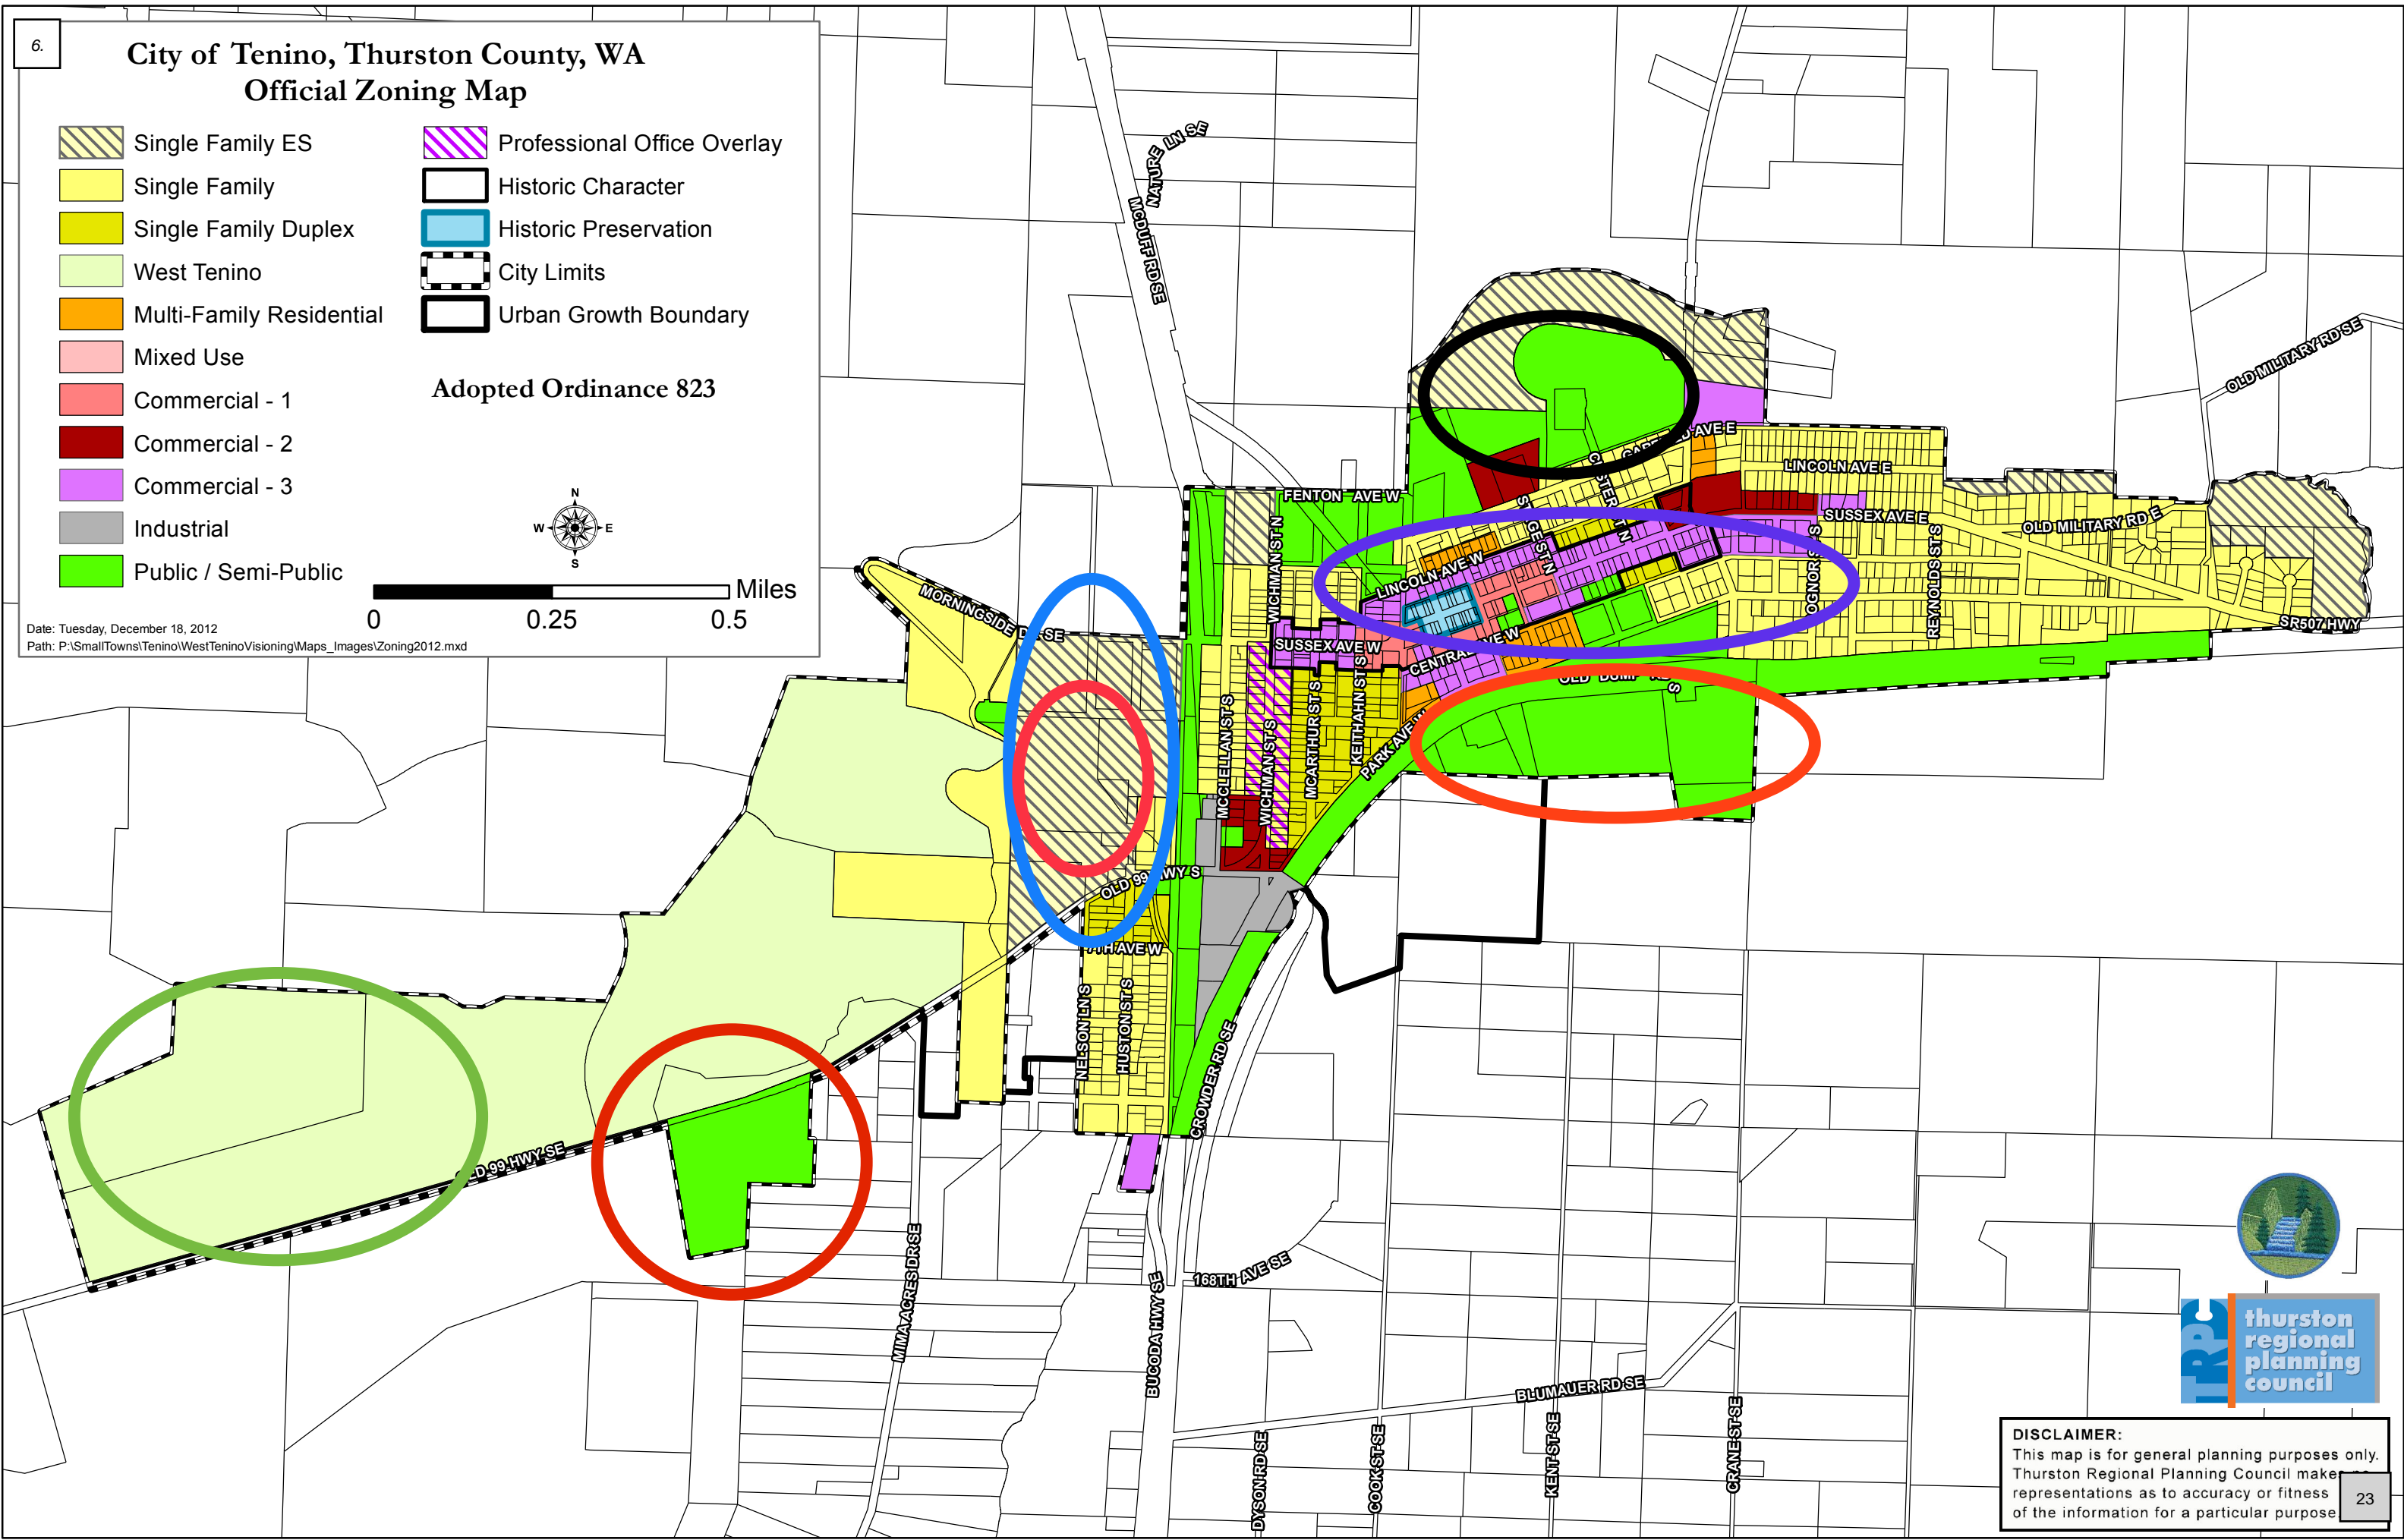 6.
City of Tenino, Thurston County, WA
Official Zoning Map
Single Family ES
Single Family
Single Family Duplex
West Tenino
Multi-Family Residential
Mixed Use
Commercial - 1
Commercial - 2
Commercial - 3
Industrial
Public / Semi-Public
Professional Office Overlay
Historic Character
Historic Preservation
City Limits
Urban Growth Boundary
Adopted Ordinance 823
N
W
E
S
Miles
0
0.25
0.5
Date: Tuesday, December 18, 2012
Path: P:\SmallTowns\Tenino\WestTeninoVisioning\Maps_Images\Zoning2012.mxd
NATURE LN SE
MCDUFF RD SE
OLD MILITARY RD SE
AVE E
LINCOLN AVE E
FENTON AVE W
SUSSEX AVE E
OLD MILITARY RD E
WICHMAN ST N
LINCOLN AVE W
REYNOLDS ST S
SR507 HWY
MORNINGSIDE DR SE
SUSSEX AVE W
CENTRAL AVE W
OLD
S
MCCLELLAN ST S
WICHMAN ST S
MCARTHUR ST S
KEITHAHN ST S
PARK AVE W
OLD 99 HWY S
7TH AVE W
NELSON LN S
HUSTON ST S
CROWDER RD SE
OLD 99 HWY SE
MIMA ACRES DR SE
BUCODA HWY SE
168TH AVE SE
BLUMAUER RD SE
DYSON RD SE
COOK ST SE
KENT ST SE
CRANE ST SE
TRPC
thurston
regional
planning
council
DISCLAIMER:
This map is for general planning purposes only.
Thurston Regional Planning Council makes
representations as to accuracy or fitness
of the information for a particular purpose
23